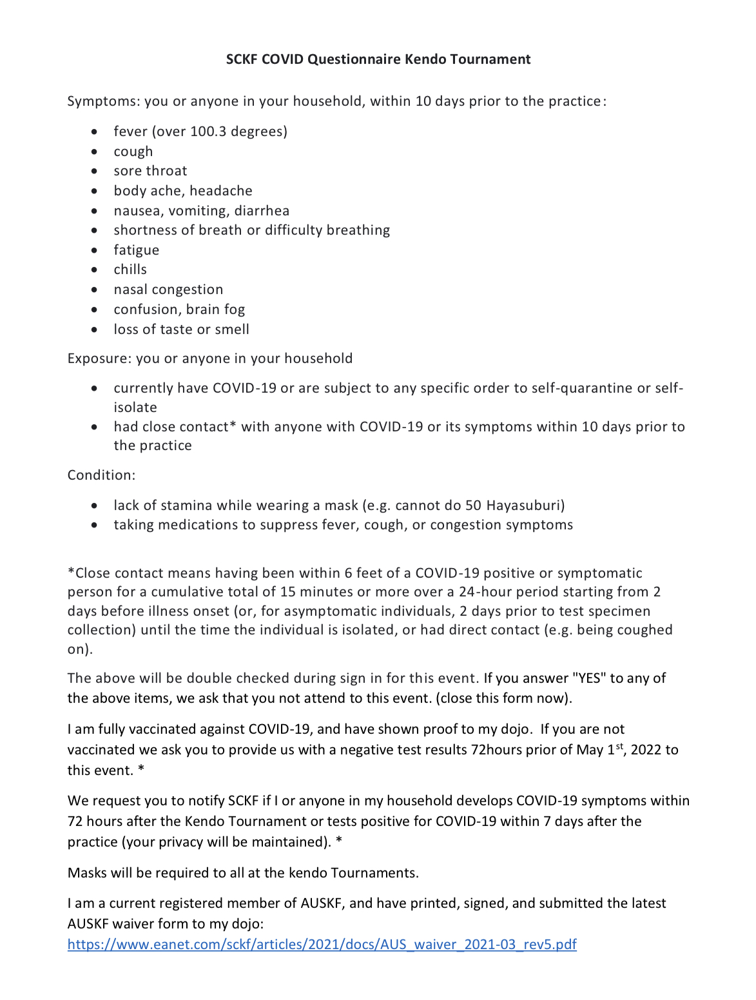 SCKF COVID Questionnaire Kendo Tournament
Symptoms: you or anyone in your household, within 10 days prior to the practice:
• fever (over 100.3 degrees)
• cough
• sore throat
• body ache, headache
• nausea, vomiting, diarrhea
• shortness of breath or difficulty breathing
• fatigue
• chills
• nasal congestion
• confusion, brain fog
• loss of taste or smell
Exposure: you or anyone in your household
• currently have COVID-19 or are subject to any specific order to self-quarantine or self-
isolate
• had close contact* with anyone with COVID-19 or its symptoms within 10 days prior to
the practice
Condition:
• lack of stamina while wearing a mask (e.g. cannot do 50 Hayasuburi)
• taking medications to suppress fever, cough, or congestion symptoms
*Close contact means having been within 6 feet of a COVID-19 positive or symptomatic
person for a cumulative total of 15 minutes or more over a 24-hour period starting from 2
days before illness onset (or, for asymptomatic individuals, 2 days prior to test specimen
collection) until the time the individual is isolated, or had direct contact (e.g. being coughed
on).
The above will be double checked during sign in for this event. If you answer "YES" to any of
the above items, we ask that you not attend to this event. (close this form now).
I am fully vaccinated against COVID-19, and have shown proof to my dojo.  If you are not
vaccinated we ask you to provide us with a negative test results 72hours prior of May 1st, 2022 to
this event. *
We request you to notify SCKF if I or anyone in my household develops COVID-19 symptoms within
72 hours after the Kendo Tournament or tests positive for COVID-19 within 7 days after the
practice (your privacy will be maintained). *
Masks will be required to all at the kendo Tournaments.
I am a current registered member of AUSKF, and have printed, signed, and submitted the latest
AUSKF waiver form to my dojo:
https://www.eanet.com/sckf/articles/2021/docs/AUS_waiver_2021-03_rev5.pdf